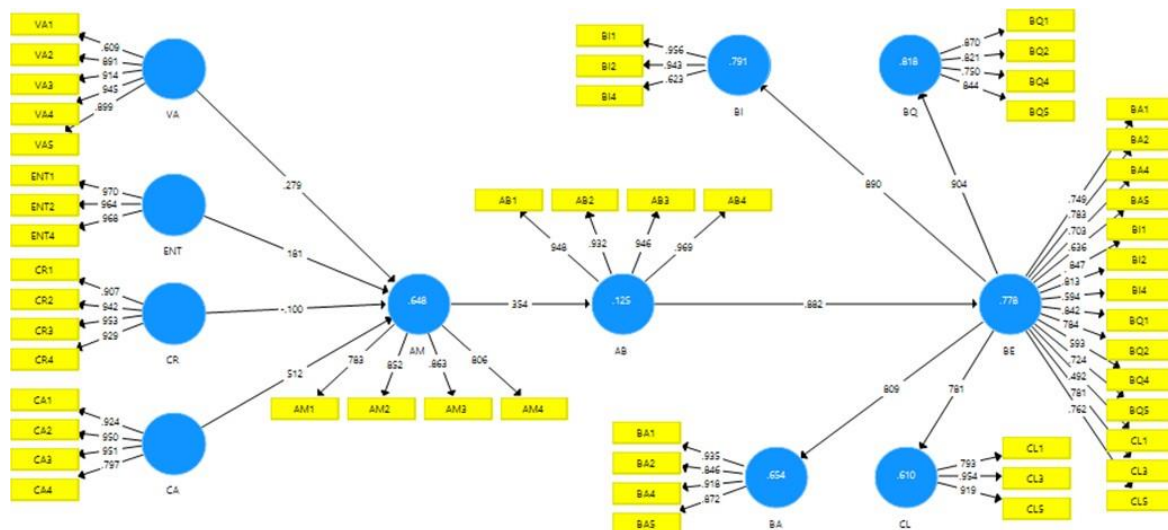 VA1
VA2
VA3
VA4
VA5
.609
.891
.914
.945
.899
VA
.279
ENT1
ENT2
ENT4
.970
.964
.968
ENT
.181
CR1
CR2
CR3
CR4
.907
.942
.953
.929
CR
-.100
CA1
CA2
CA3
CA4
.924
.950
.951
.797
CA
.512
.648
AM
.783
.852
.863
.806
AM1
AM2
AM3
AM4
.354
AB1
AB2
AB3
AB4
.948
.932
.946
.969
.125
AB
.882
BI1
BI2
BI4
.956
.943
.623
.791
BI
.890
.818
BQ
.870
.821
.750
.844
BQ1
BQ2
BQ4
BQ5
.904
.778
BE
.749
.783
.703
.636
.847
.813
.594
.842
.784
.593
.724
.492
.781
.762
BA1
BA2
BA4
BA5
BI1
BI2
BI4
BQ1
BQ2
BQ4
BQ5
CL1
CL3
CL5
.809
.781
BA1
BA2
BA4
BA5
.935
.846
.918
.872
.654
BA
.610
CL
.793
.954
.919
CL1
CL3
CL5